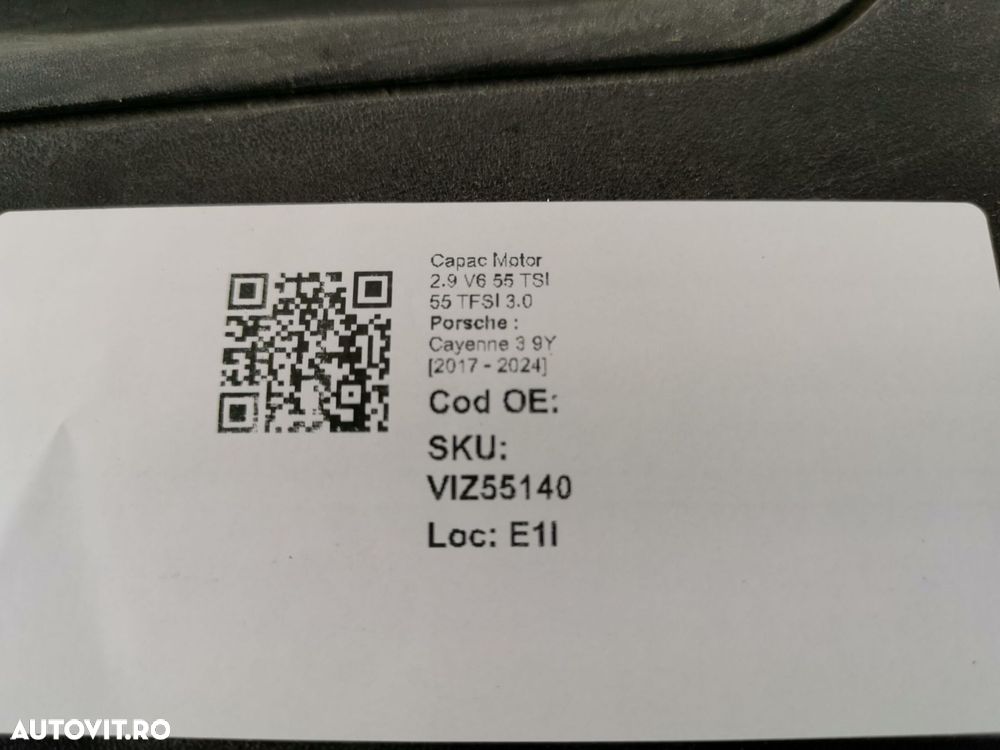 Capac Motor
2.9 V6 55 TSI
55 TFSI 3.0
Porsche :
Cayenne 3 9Y
[2017 - 2024]
Cod OE:
SKU:
VIZ55140
Loc: E1I
AUTOVIT.RO